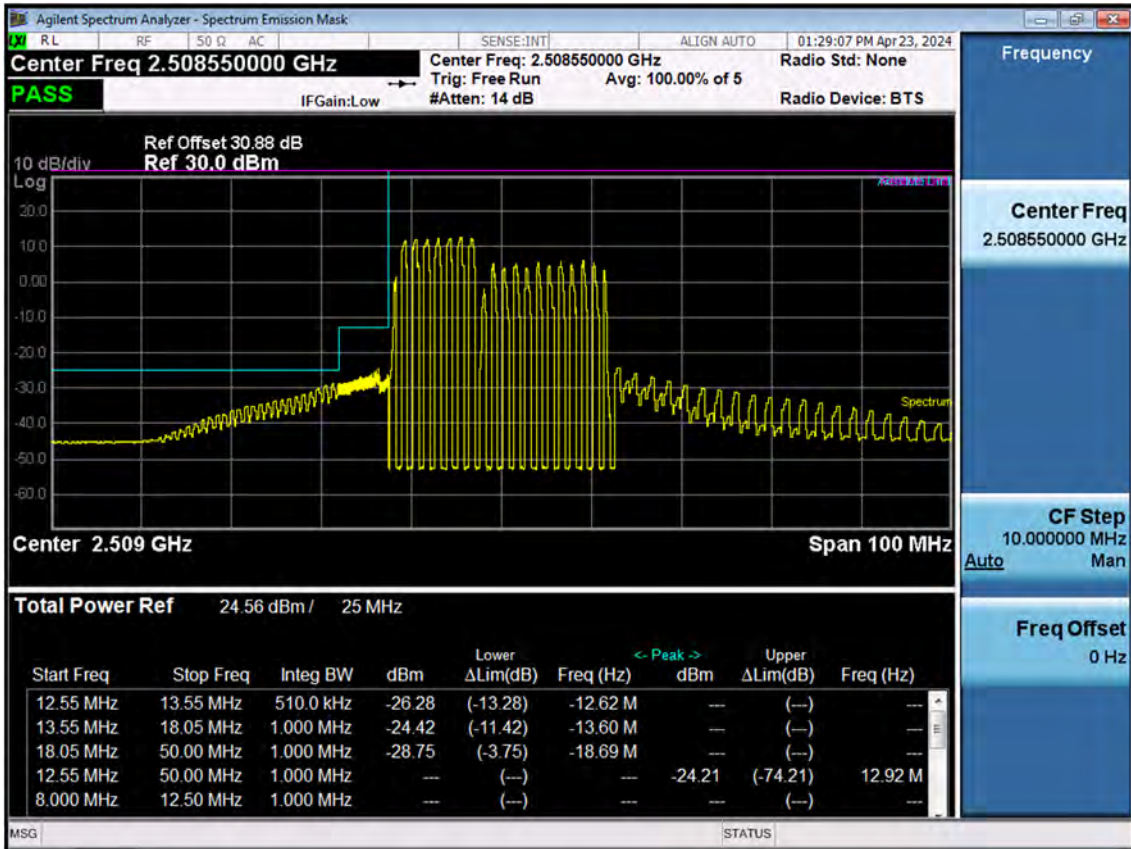 Agilent Spectrum Analyzer - Spectrum Emission Mask
LXI RL RF 50 Ω AC SENSE:INT ALIGN AUTO 01:29:07 PM Apr 23, 2024
Center Freq 2.508550000 GHz
Center Freq: 2.508550000 GHz Radio Std: None
Trig: Free Run Avg: 100.00% of 5
PASS IFGain:Low #Atten: 14 dB Radio Device: BTS
Ref Offset 30.88 dB
10 dB/div Ref 30.0 dBm
Log
Absolute Limit
20.0
10.0
0.00
-10.0
-20.0
-30.0
Spectrum
-40.0
-50.0
-60.0
Center 2.509 GHz Span 100 MHz
Total Power Ref 24.56 dBm / 25 MHz
Lower <- Peak -> Upper
Start Freq Stop Freq Integ BW dBm ΔLim(dB) Freq (Hz) dBm ΔLim(dB) Freq (Hz)
12.55 MHz 13.55 MHz 510.0 kHz -26.28 (-13.28) -12.62 M --- (---) ---
13.55 MHz 18.05 MHz 1.000 MHz -24.42 (-11.42) -13.60 M --- (---) ---
18.05 MHz 50.00 MHz 1.000 MHz -28.75 (-3.75) -18.69 M --- (---) ---
12.55 MHz 50.00 MHz 1.000 MHz --- (---) --- -24.21 (-74.21) 12.92 M
8.000 MHz 12.50 MHz 1.000 MHz --- (---) --- --- (---) ---
MSG STATUS
Frequency
Center Freq
2.508550000 GHz
CF Step
10.000000 MHz
Auto Man
Freq Offset
0 Hz